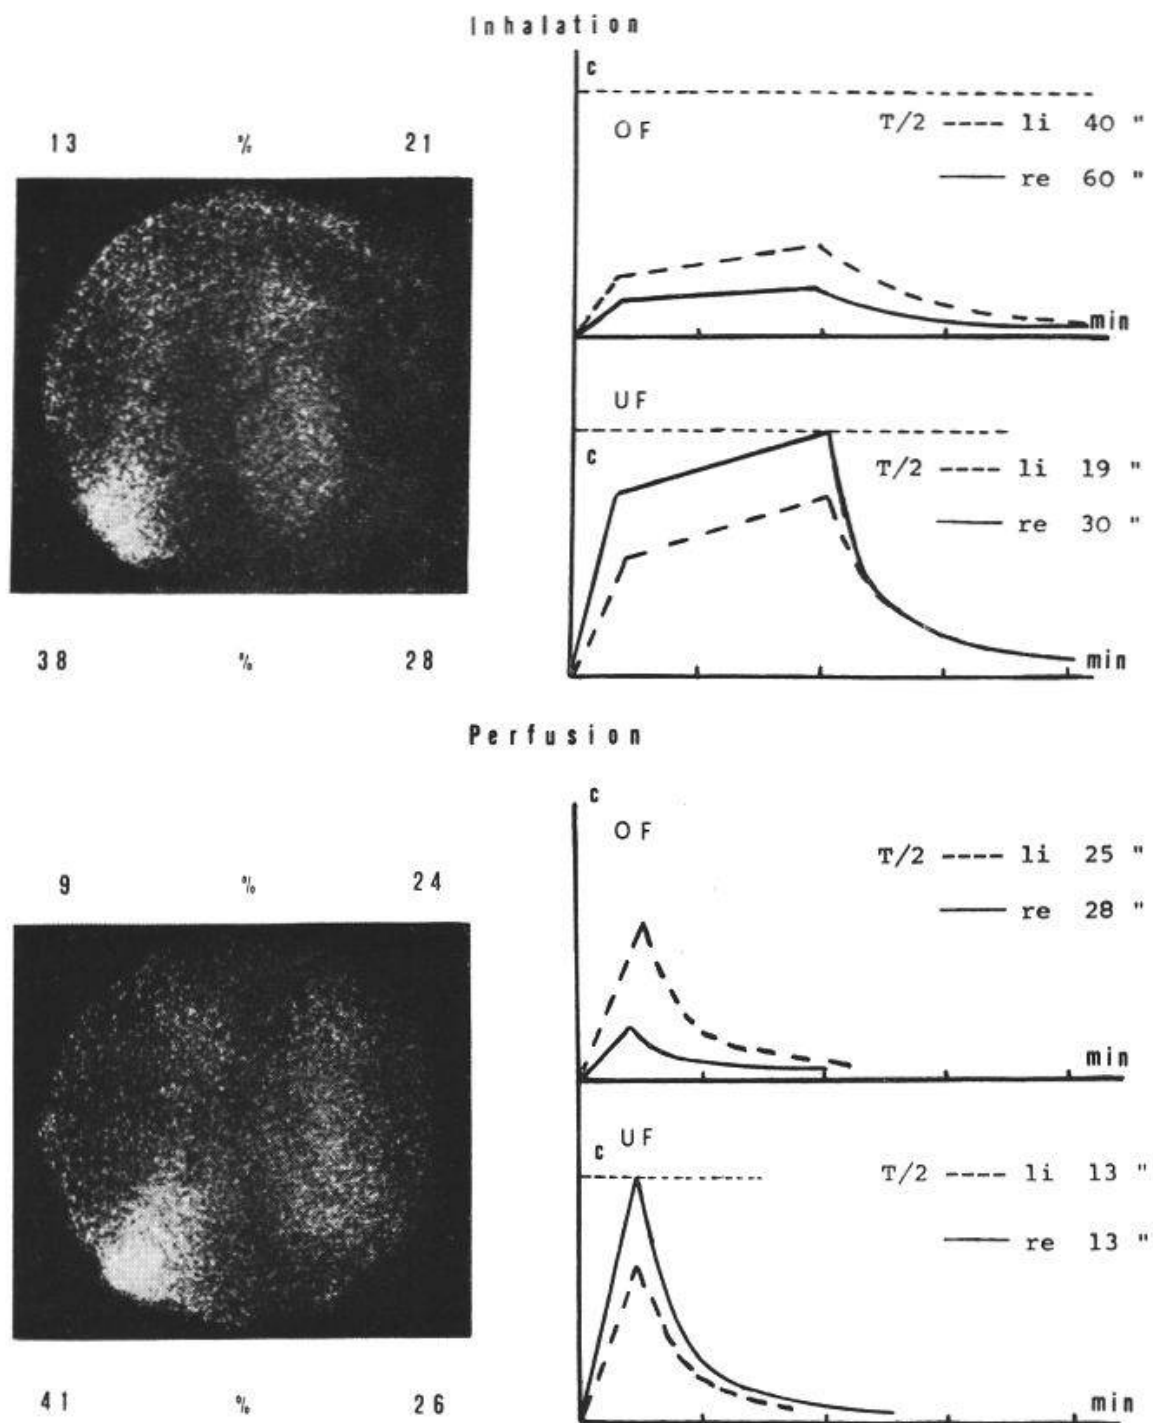 Inhalation
13 % 21
c
OF
T/2 ---- li 40 "
—— re 60 "
min
UF
c
T/2 ---- li 19 "
—— re 30 "
min
38 % 28
Perfusion
9 % 24
c
OF
T/2 ---- li 25 "
—— re 28 "
min
UF
c
T/2 ---- li 13 "
—— re 13 "
min
41 % 26